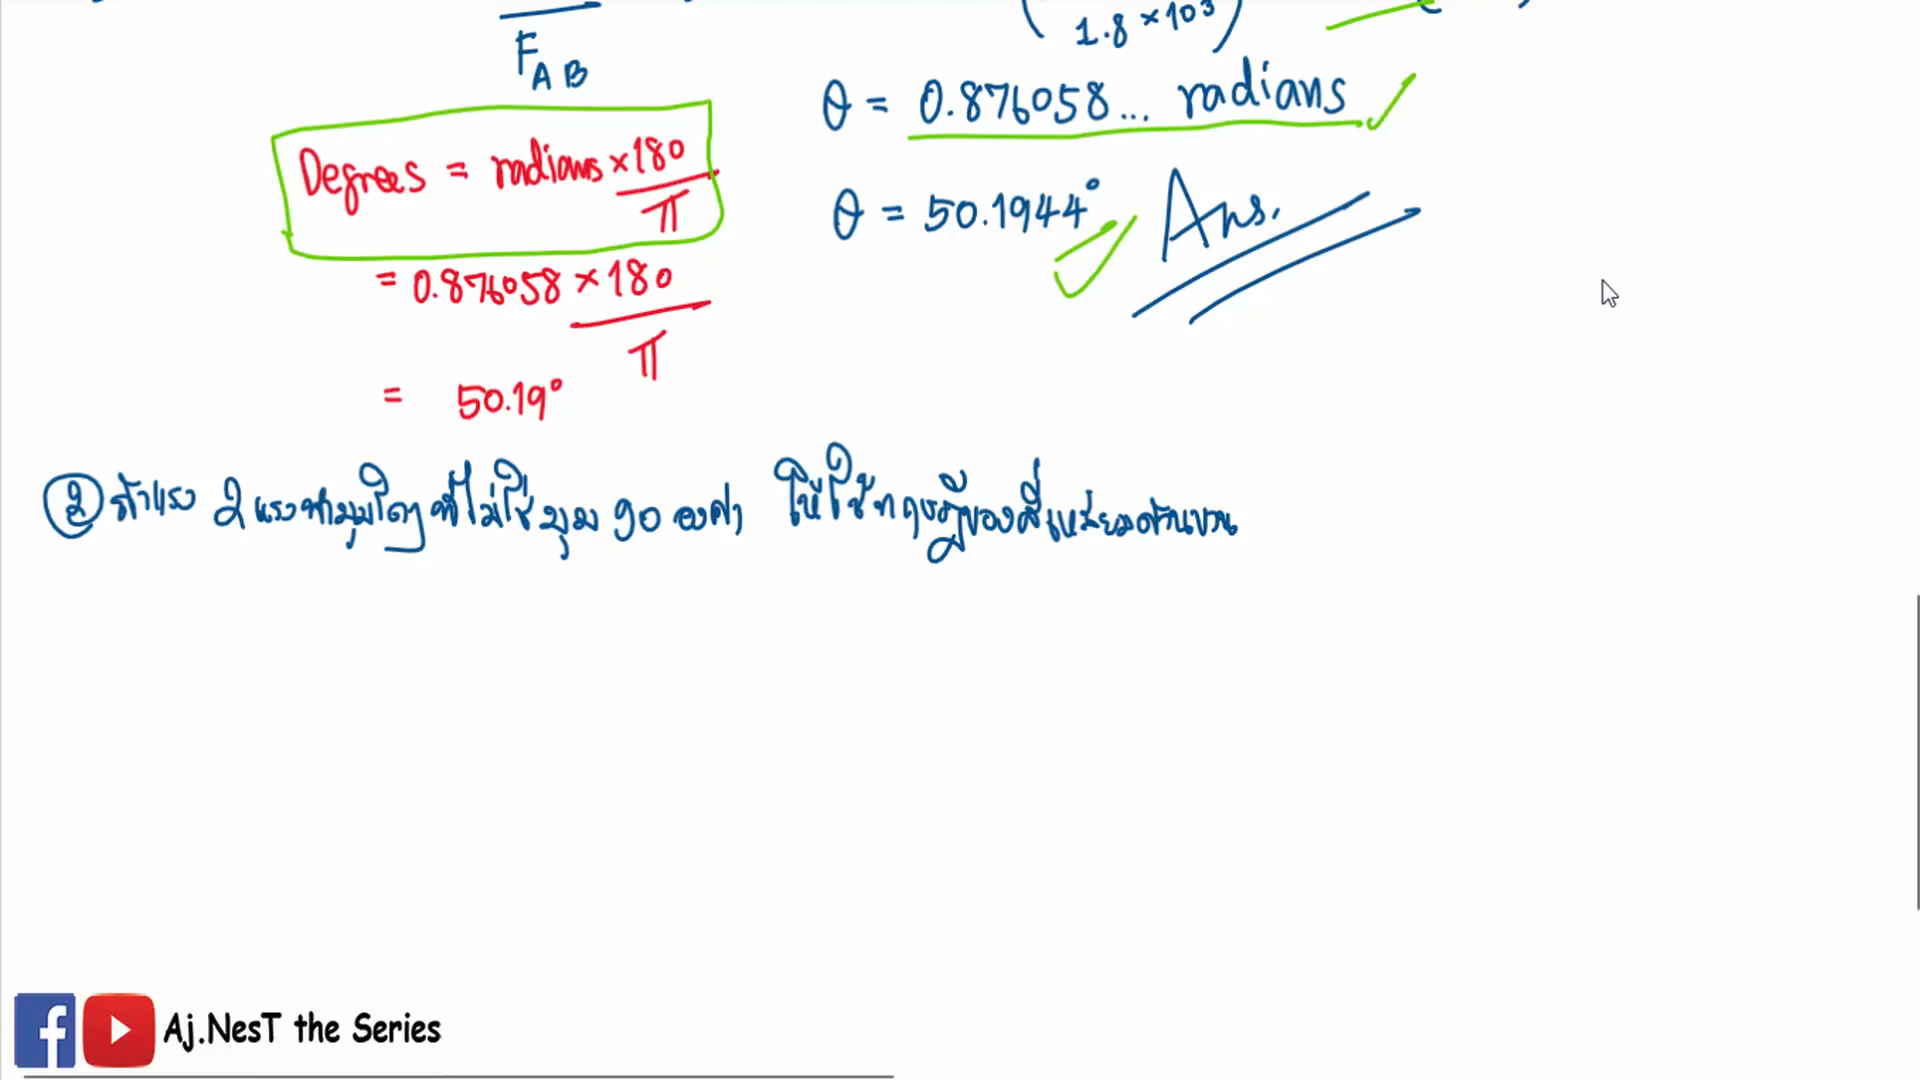 F_AB
1.8 × 10³
θ = 0.876058... radians
Degrees = radians × 180/π
θ = 50.1944° Ans.
= 0.876058 × 180/π
= 50.19°
② ถ้าแรง 2 แรงทำมุมใดๆ ที่ไม่ใช่มุม 90 องศา ให้ใช้ทฤษฎีของสี่เหลี่ยมด้านขนาน
Aj.NesT the Series